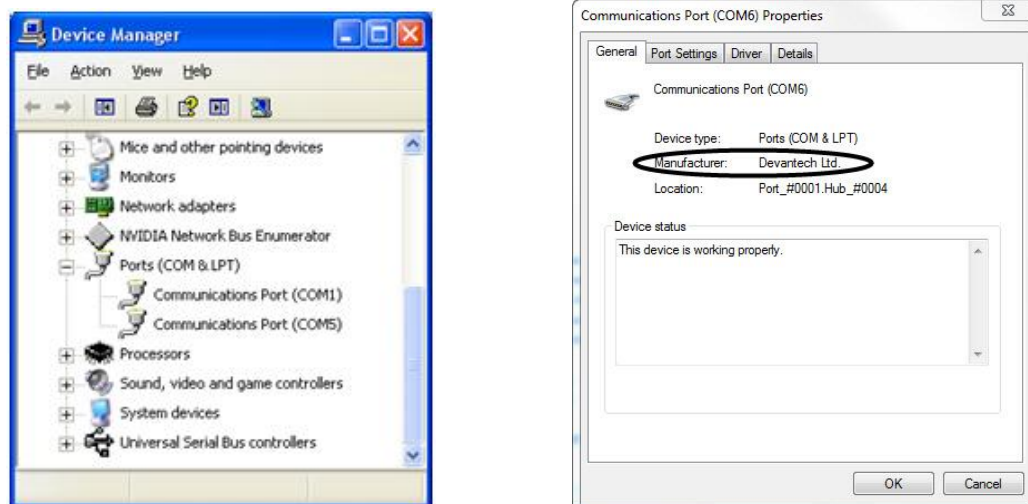 Device Manager
File Action View Help
Mice and other pointing devices
Monitors
Network adapters
NVIDIA Network Bus Enumerator
Ports (COM & LPT)
Communications Port (COM1)
Communications Port (COM5)
Processors
Sound, video and game controllers
System devices
Universal Serial Bus controllers
Communications Port (COM6) Properties
General Port Settings Driver Details
Communications Port (COM6)
Device type: Ports (COM & LPT)
Manufacturer: Devantech Ltd.
Location: Port_#0001.Hub_#0004
Device status
This device is working properly.
OK Cancel